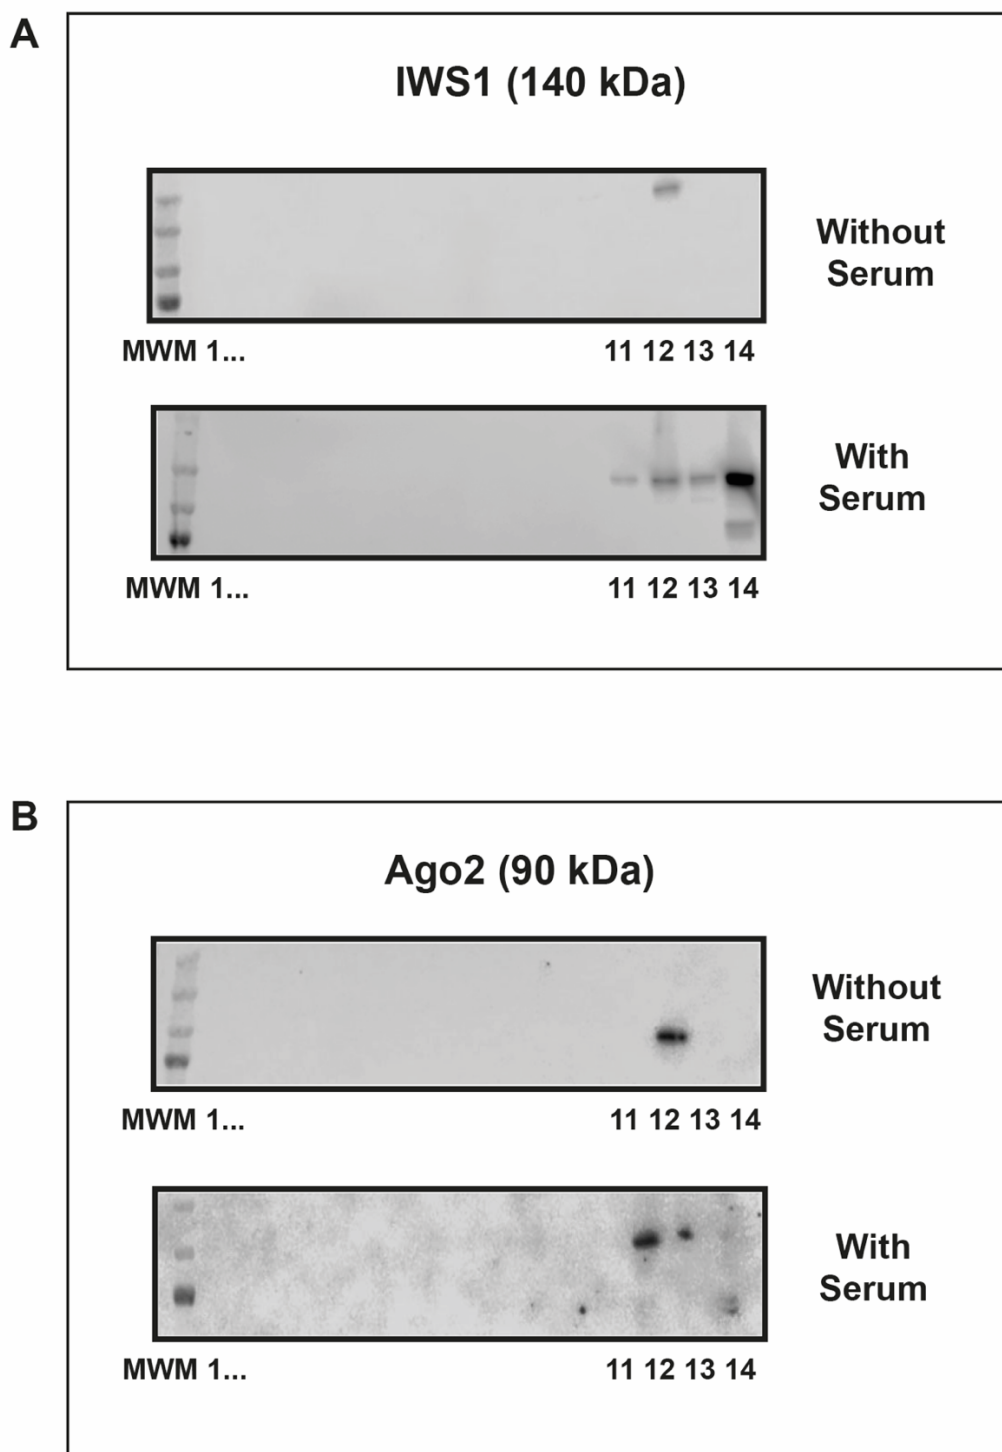 A
IWS1 (140 kDa)
Without
Serum
MWM 1...
11 12 13 14
With
Serum
MWM 1...
11 12 13 14
B
Ago2 (90 kDa)
Without
Serum
MWM 1...
11 12 13 14
With
Serum
MWM 1...
11 12 13 14